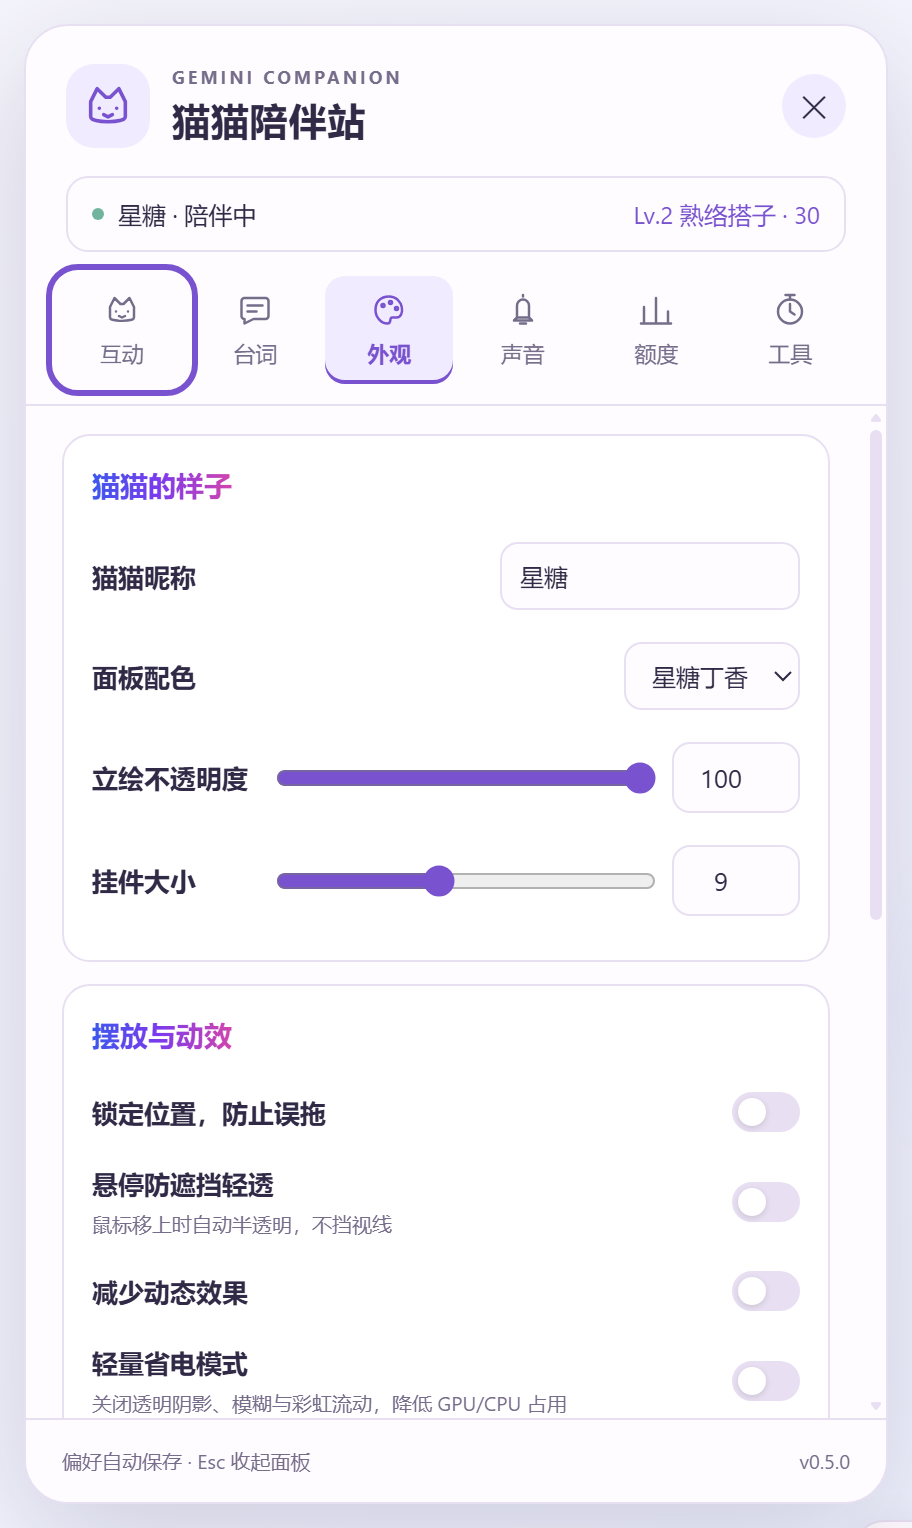 GEMINI COMPANION
猫猫陪伴站
星糖 · 陪伴中
Lv.2 熟络搭子 · 30
互动
台词
外观
声音
额度
工具
猫猫的样子
猫猫昵称
星糖
面板配色
星糖丁香
立绘不透明度
100
挂件大小
9
摆放与动效
锁定位置，防止误拖
悬停防遮挡轻透
鼠标移上时自动半透明，不挡视线
减少动态效果
轻量省电模式
关闭透明阴影、模糊与彩虹流动，降低 GPU/CPU 占用
偏好自动保存 · Esc 收起面板
v0.5.0